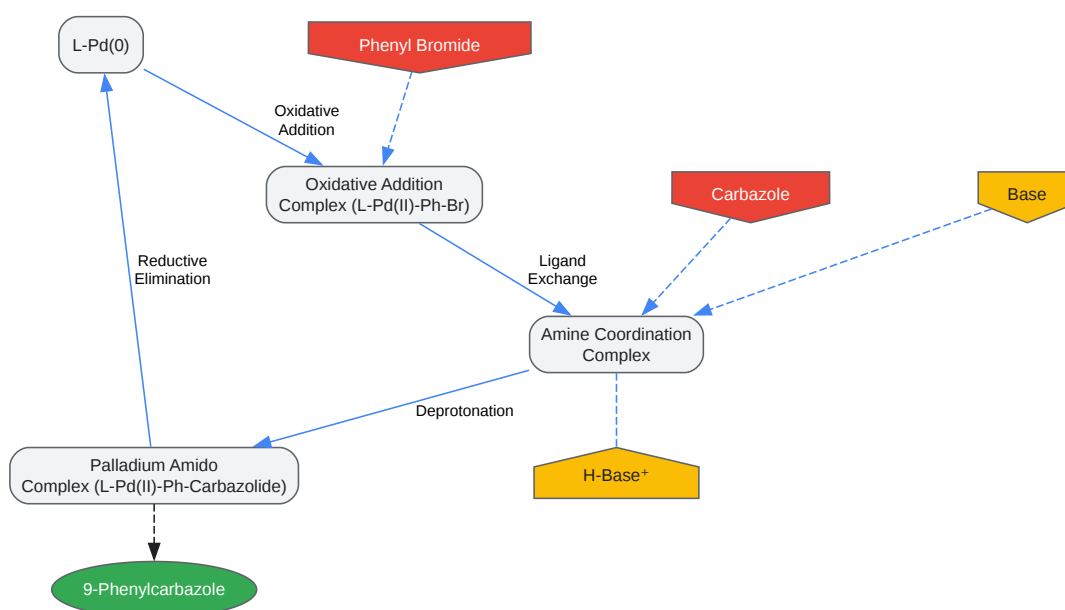 L-Pd(0)
Phenyl Bromide
Oxidative
Addition
Oxidative Addition
Complex (L-Pd(II)-Ph-Br)
Carbazole
Base
Reductive
Elimination
Ligand
Exchange
Amine Coordination
Complex
Deprotonation
Palladium Amido
Complex (L-Pd(II)-Ph-Carbazolide)
H-Base⁺
9-Phenylcarbazole